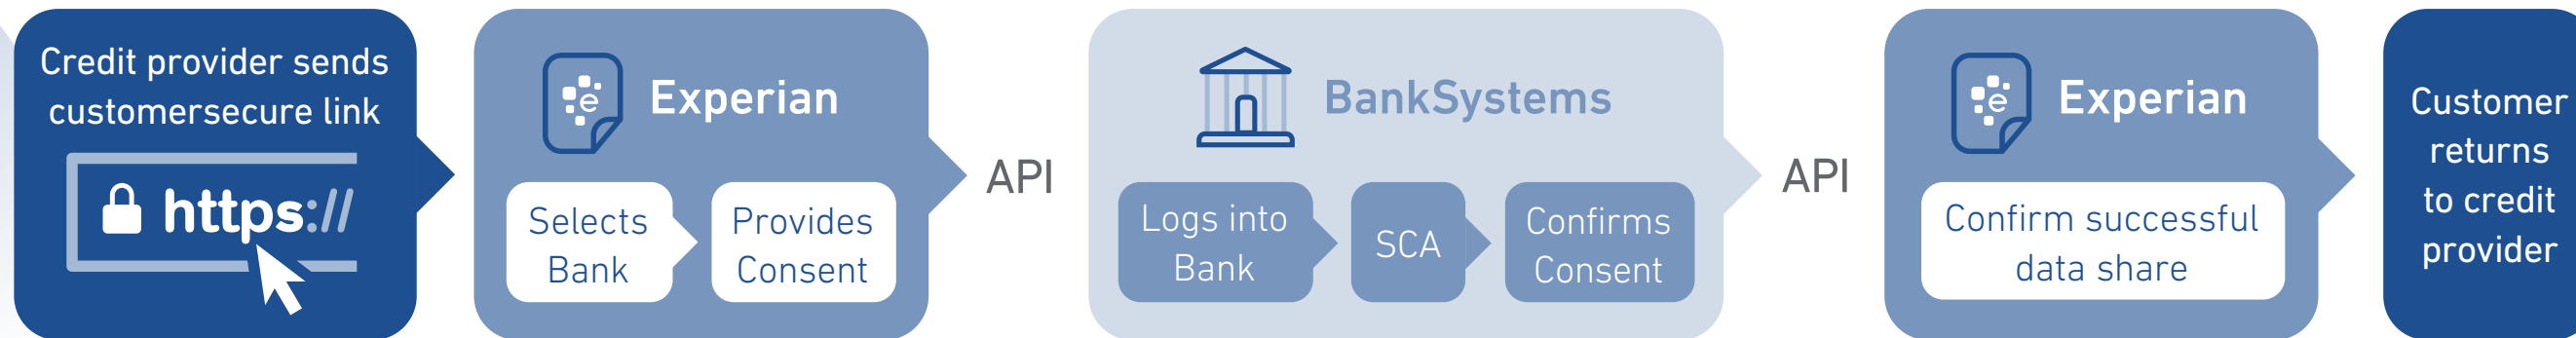 Credit provider sends
customersecure link
https://
Experian
Selects
Bank
Provides
Consent
API
BankSystems
Logs into
Bank
SCA
Confirms
Consent
API
Experian
Confirm successful
data share
Customer
returns
to credit
provider